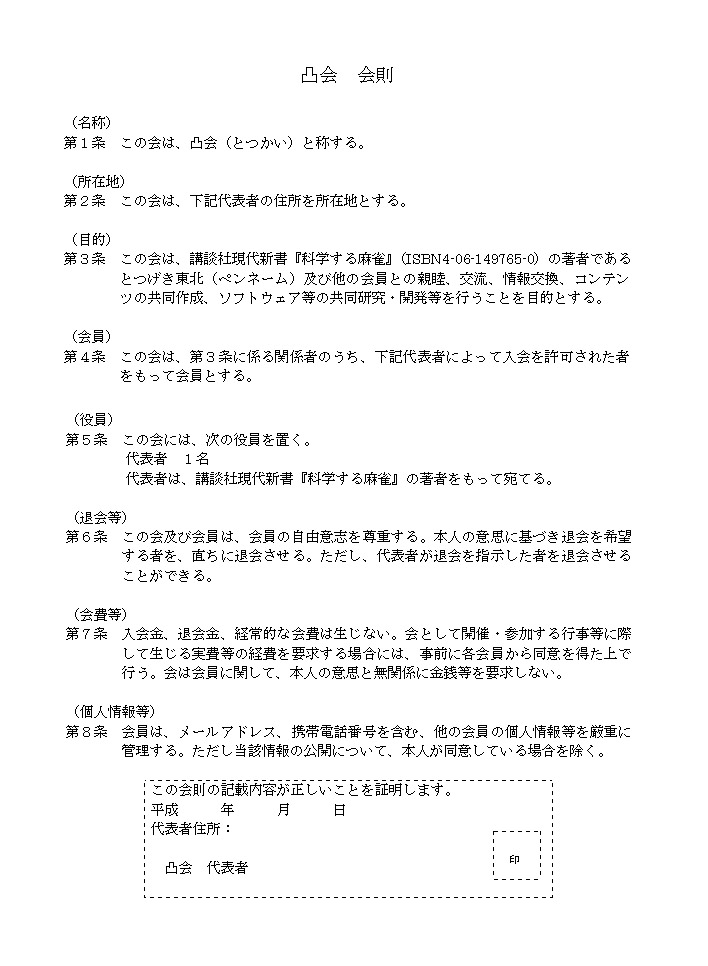 凸会　会則
（名称）
第１条　この会は、凸会（とつかい）と称する。
（所在地）
第２条　この会は、下記代表者の住所を所在地とする。
（目的）
第３条　この会は、講談社現代新書『科学する麻雀』(ISBN4-06-149765-0）の著者である
とつげき東北（ペンネーム）及び他の会員との親睦、交流、情報交換、コンテン
ツの共同作成、ソフトウェア等の共同研究・開発等を行うことを目的とする。
（会員）
第４条　この会は、第３条に係る関係者のうち、下記代表者によって入会を許可された者
をもって会員とする。
（役員）
第５条　この会には、次の役員を置く。
代表者　１名
代表者は、講談社現代新書『科学する麻雀』の著者をもって宛てる。
（退会等）
第６条　この会及び会員は、会員の自由意志を尊重する。本人の意思に基づき退会を希望
する者を、直ちに退会させる。ただし、代表者が退会を指示した者を退会させる
ことができる。
（会費等）
第７条　入会金、退会金、経常的な会費は生じない。会として開催・参加する行事等に際
して生じる実費等の経費を要求する場合には、事前に各会員から同意を得た上で
行う。会は会員に関して、本人の意思と無関係に金銭等を要求しない。
（個人情報等）
第８条　会員は、メールアドレス、携帯電話番号を含む、他の会員の個人情報等を厳重に
管理する。ただし当該情報の公開について、本人が同意している場合を除く。
この会則の記載内容が正しいことを証明します。
平成　　　年　　　月　　　日
代表者住所：
印
凸会　代表者